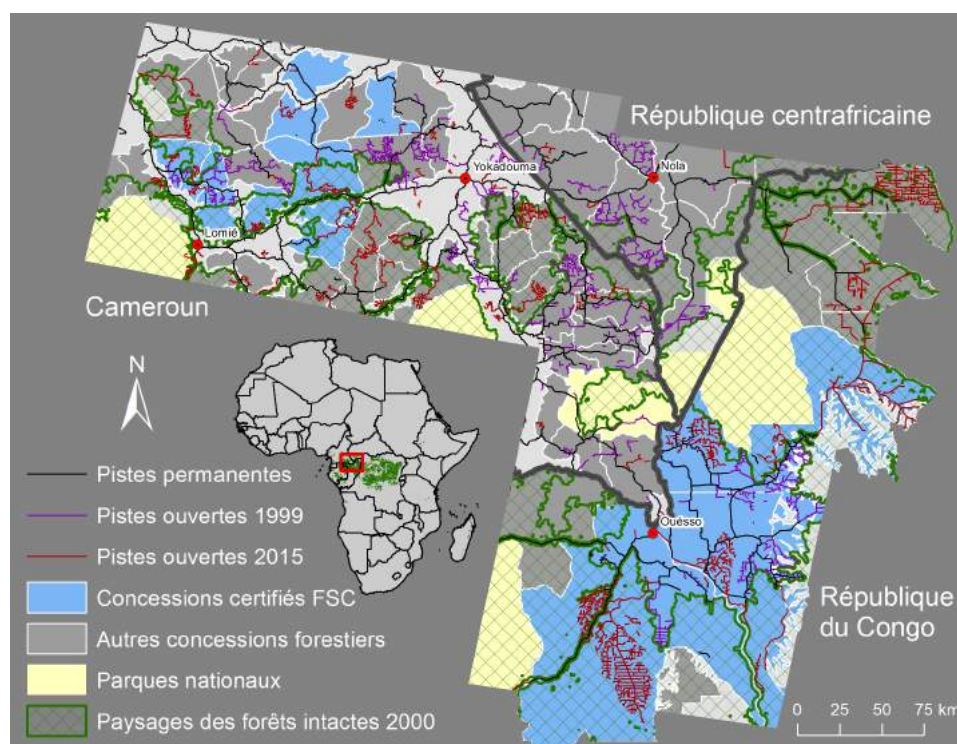 République centrafricaine
Nola
Yokadouma
Lomié
Cameroun
N
Pistes permanentes
Pistes ouvertes 1999
Pistes ouvertes 2015
Concessions certifiés FSC
Autres concessions forestiers
Parques nationaux
Paysages des forêts intactes 2000
Ouésso
République
du Congo
0 25 50 75 km